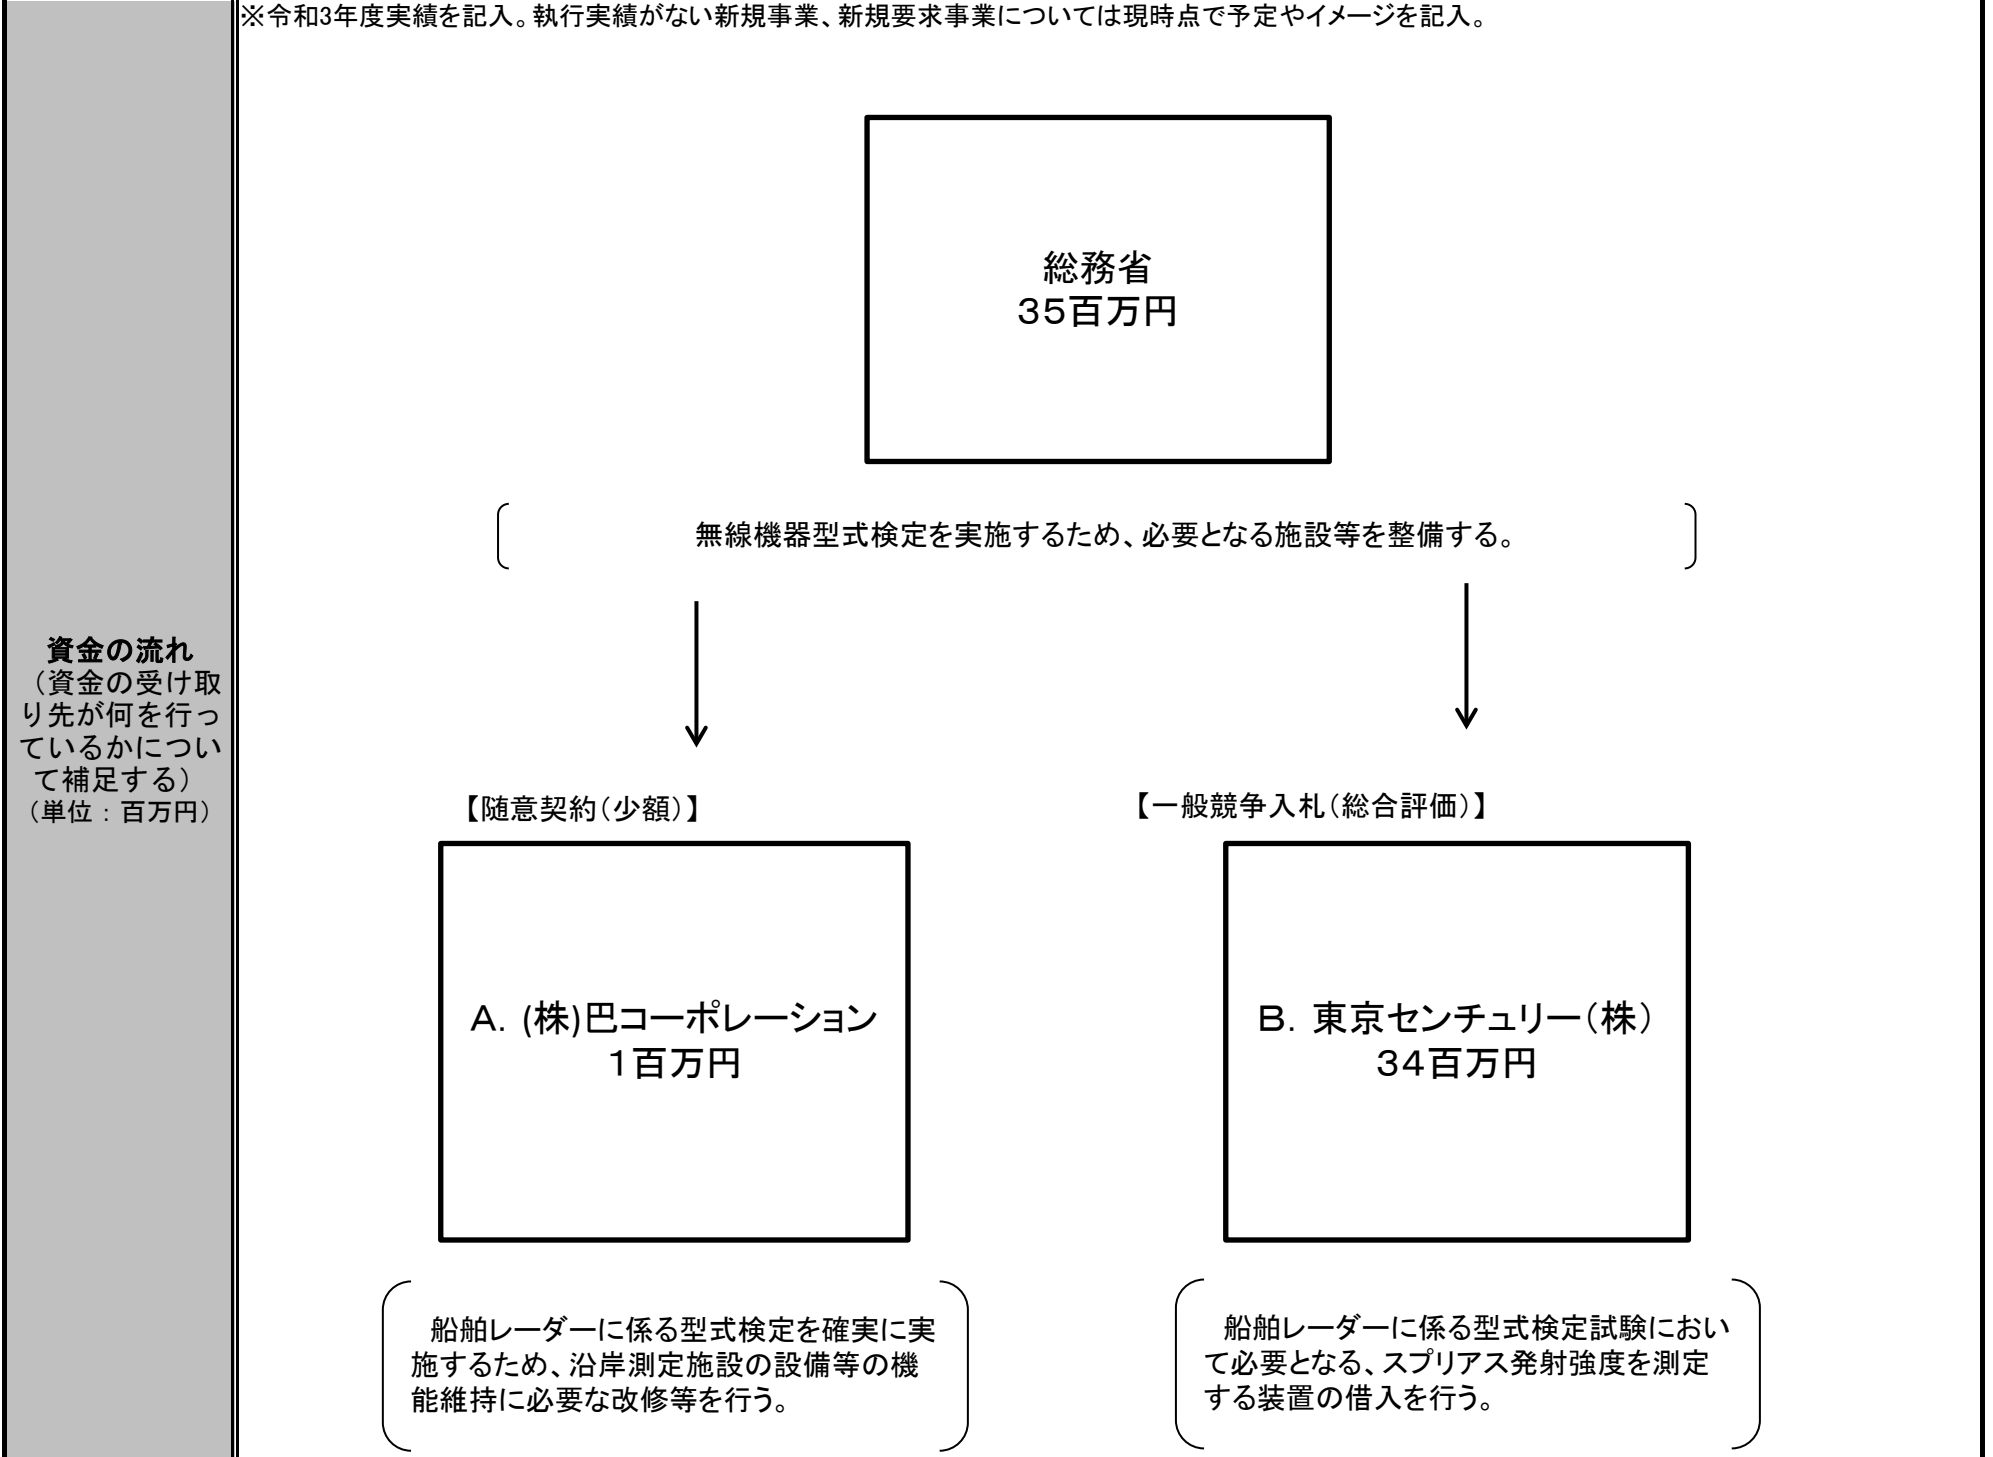 ※令和3年度実績を記入。執行実績がない新規事業、新規要求事業については現時点で予定やイメージを記入。
資金の流れ
（資金の受け取
り先が何を行っ
ているかについ
て補足する）
（単位：百万円）
総務省
３５百万円
無線機器型式検定を実施するため、必要となる施設等を整備する。
【随意契約（少額）】
【一般競争入札（総合評価）】
Ａ．(株)巴コーポレーション
１百万円
Ｂ．東京センチュリー（株）
３４百万円
船舶レーダーに係る型式検定を確実に実
施するため、沿岸測定施設の設備等の機
能維持に必要な改修等を行う。
船舶レーダーに係る型式検定試験におい
て必要となる、スプリアス発射強度を測定
する装置の借入を行う。